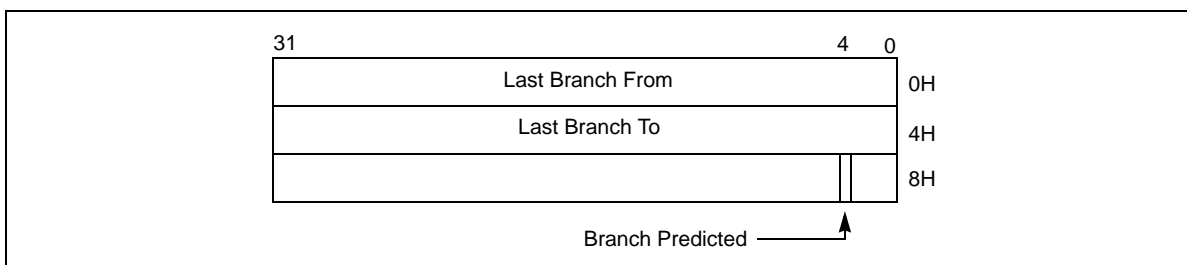 31 4 0
Last Branch From 0H
Last Branch To 4H
8H
Branch Predicted